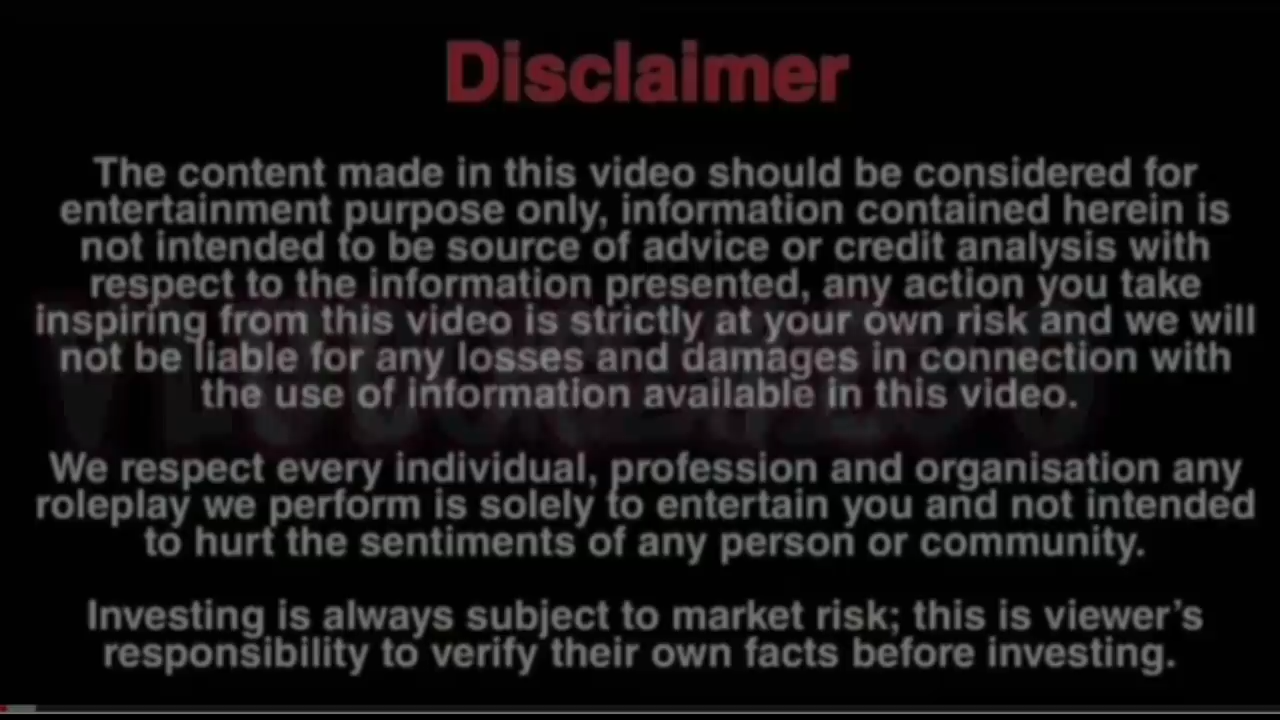 Disclaimer
The content made in this video should be considered for
entertainment purpose only, information contained herein is
not intended to be source of advice or credit analysis with
respect to the information presented, any action you take
inspiring from this video is strictly at your own risk and we will
not be liable for any losses and damages in connection with
the use of information available in this video.
We respect every individual, profession and organisation any
roleplay we perform is solely to entertain you and not intended
to hurt the sentiments of any person or community.
Investing is always subject to market risk; this is viewer’s
responsibility to verify their own facts before investing.